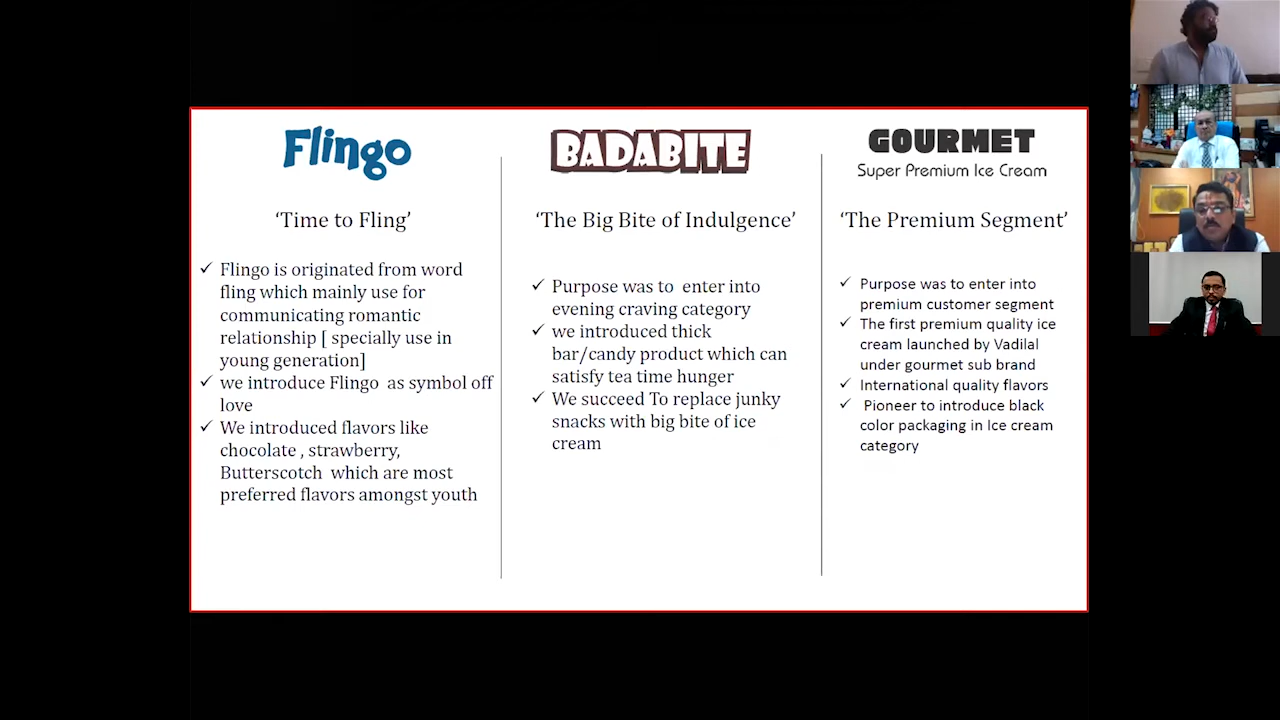 Flingo
'Time to Fling'
✓ Flingo is originated from word
fling which mainly use for
communicating romantic
relationship [ specially use in
young generation]
✓ we introduce Flingo as symbol off
love
✓ We introduced flavors like
chocolate , strawberry,
Butterscotch which are most
preferred flavors amongst youth
BADABITE
'The Big Bite of Indulgence'
✓ Purpose was to enter into
evening craving category
✓ we introduced thick
bar/candy product which can
satisfy tea time hunger
✓ We succeed To replace junky
snacks with big bite of ice
cream
GOURMET
Super Premium Ice Cream
'The Premium Segment'
✓ Purpose was to enter into
premium customer segment
✓ The first premium quality ice
cream launched by Vadilal
under gourmet sub brand
✓ International quality flavors
✓ Pioneer to introduce black
color packaging in Ice cream
category